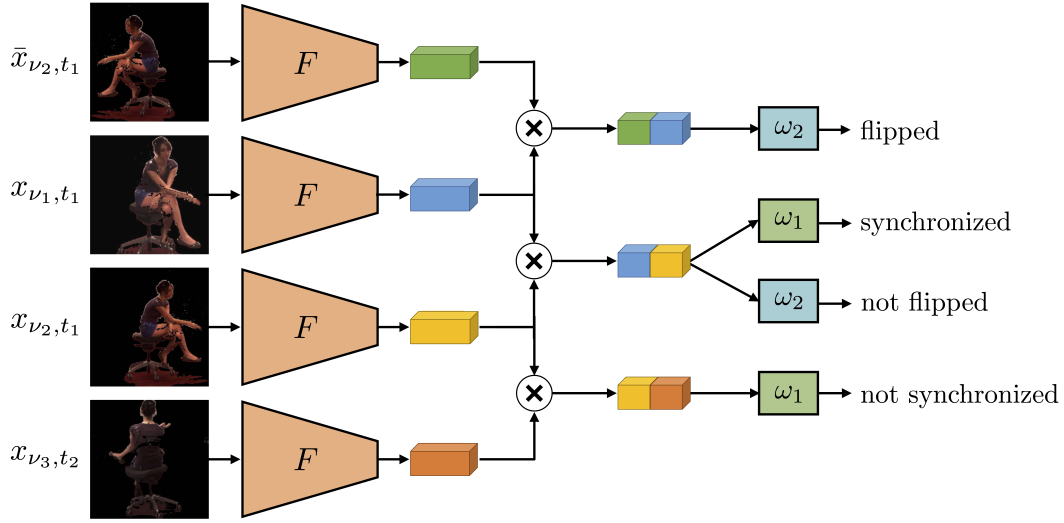 x̄_{ν₂,t₁} F ω₂ flipped
x_{ν₁,t₁} F ω₁ synchronized
x_{ν₂,t₁} F ω₂ not flipped
ω₁ not synchronized
x_{ν₃,t₂} F